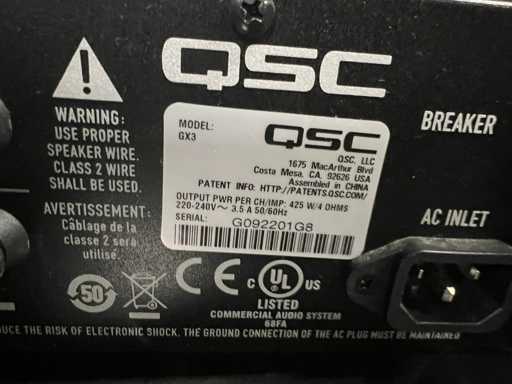 QSC
WARNING:
USE PROPER
SPEAKER WIRE.
CLASS 2 WIRE
SHALL BE USED.
AVERTISSEMENT:
Câblage de la
classe 2 sera
utilisé.
MODEL:
GX3
QSC
QSC, LLC
1675 MacArthur Blvd
Costa Mesa, CA. 92626 USA
Assembled in CHINA
PATENT INFO: HTTP://PATENTS.QSC.COM/
OUTPUT PWR PER CH/IMP: 425 W/4 OHMS
220-240V~ 3.5 A 50/60Hz
SERIAL:
G092201G8
BREAKER
AC INLET
50
CE
C UL US
LISTED
COMMERCIAL AUDIO SYSTEM
68FA
THE RISK OF ELECTRONIC SHOCK. THE GROUND CONNECTION OF THE AC PLUG MUST BE MAINTAINED